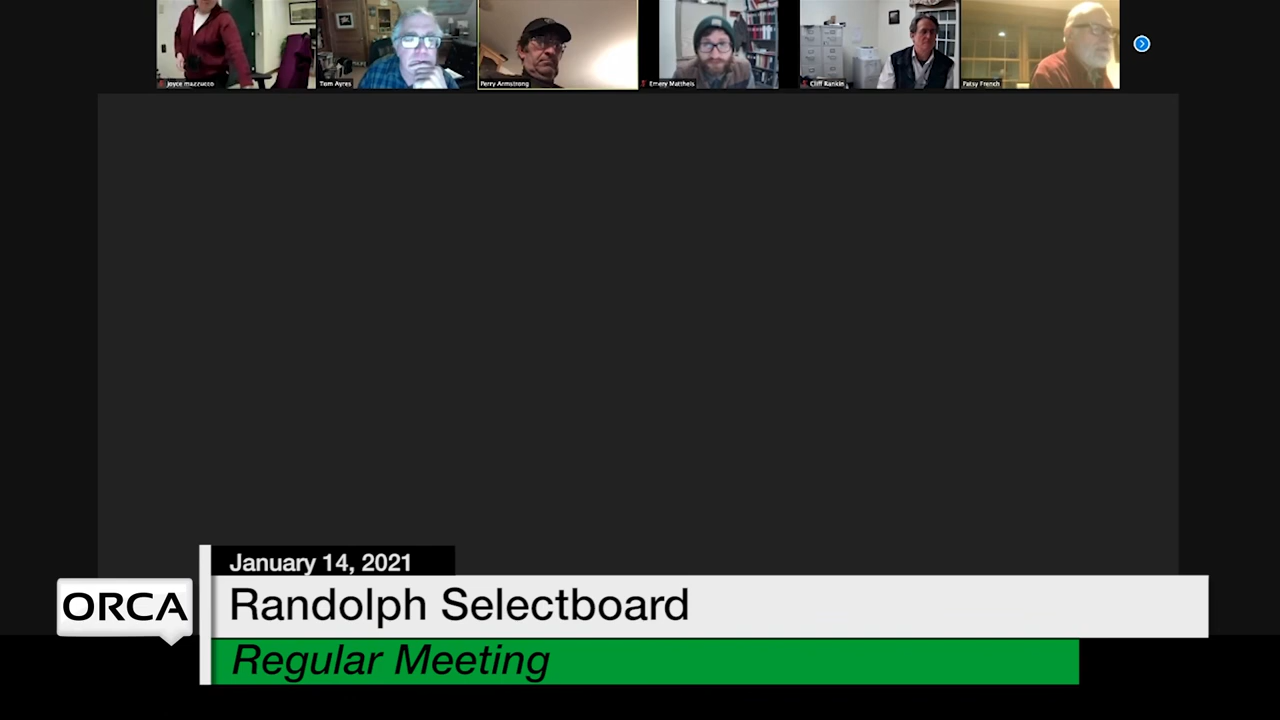 Joyce mazzucco
Tom Ayres
Perry Armstrong
Emery Mattheis
Cliff Rankin
Patsy French
January 14, 2021
ORCA
Randolph Selectboard
Regular Meeting